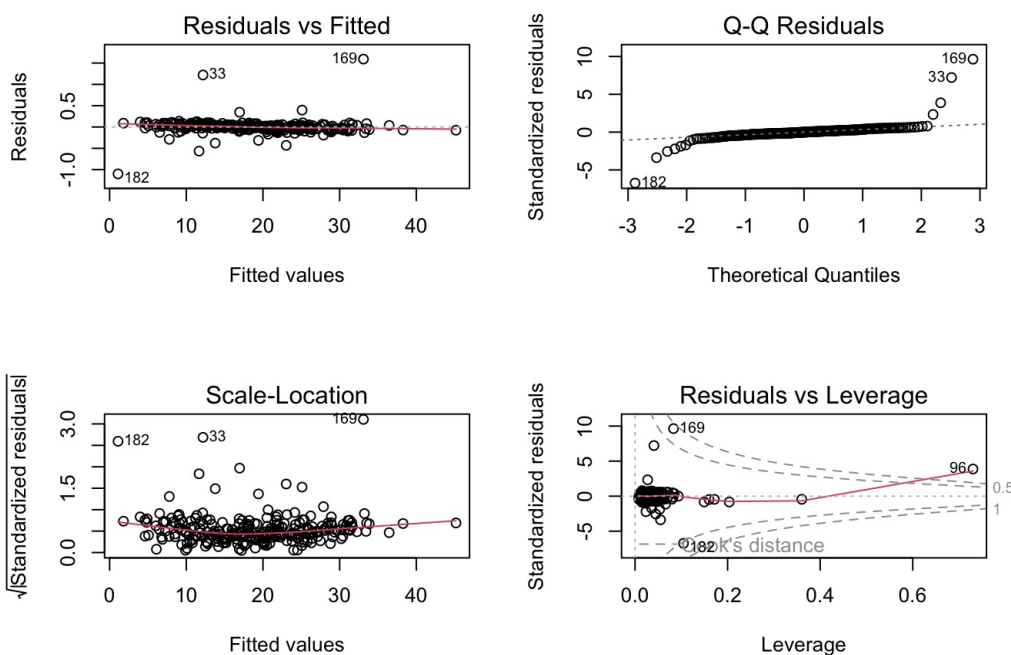 Residuals vs Fitted
Residuals
0.5
-1.0
169
33
182
0 10 20 30 40
Fitted values
Q-Q Residuals
Standardized residuals
10
5
0
-5
169
33
182
-3 -2 -1 0 1 2 3
Theoretical Quantiles
Scale-Location
√|Standardized residuals|
3.0
1.5
0.0
182
33
169
0 10 20 30 40
Fitted values
Residuals vs Leverage
Standardized residuals
10
5
0
-5
169
96
0.5
1
182
ok's distance
0.0 0.2 0.4 0.6
Leverage